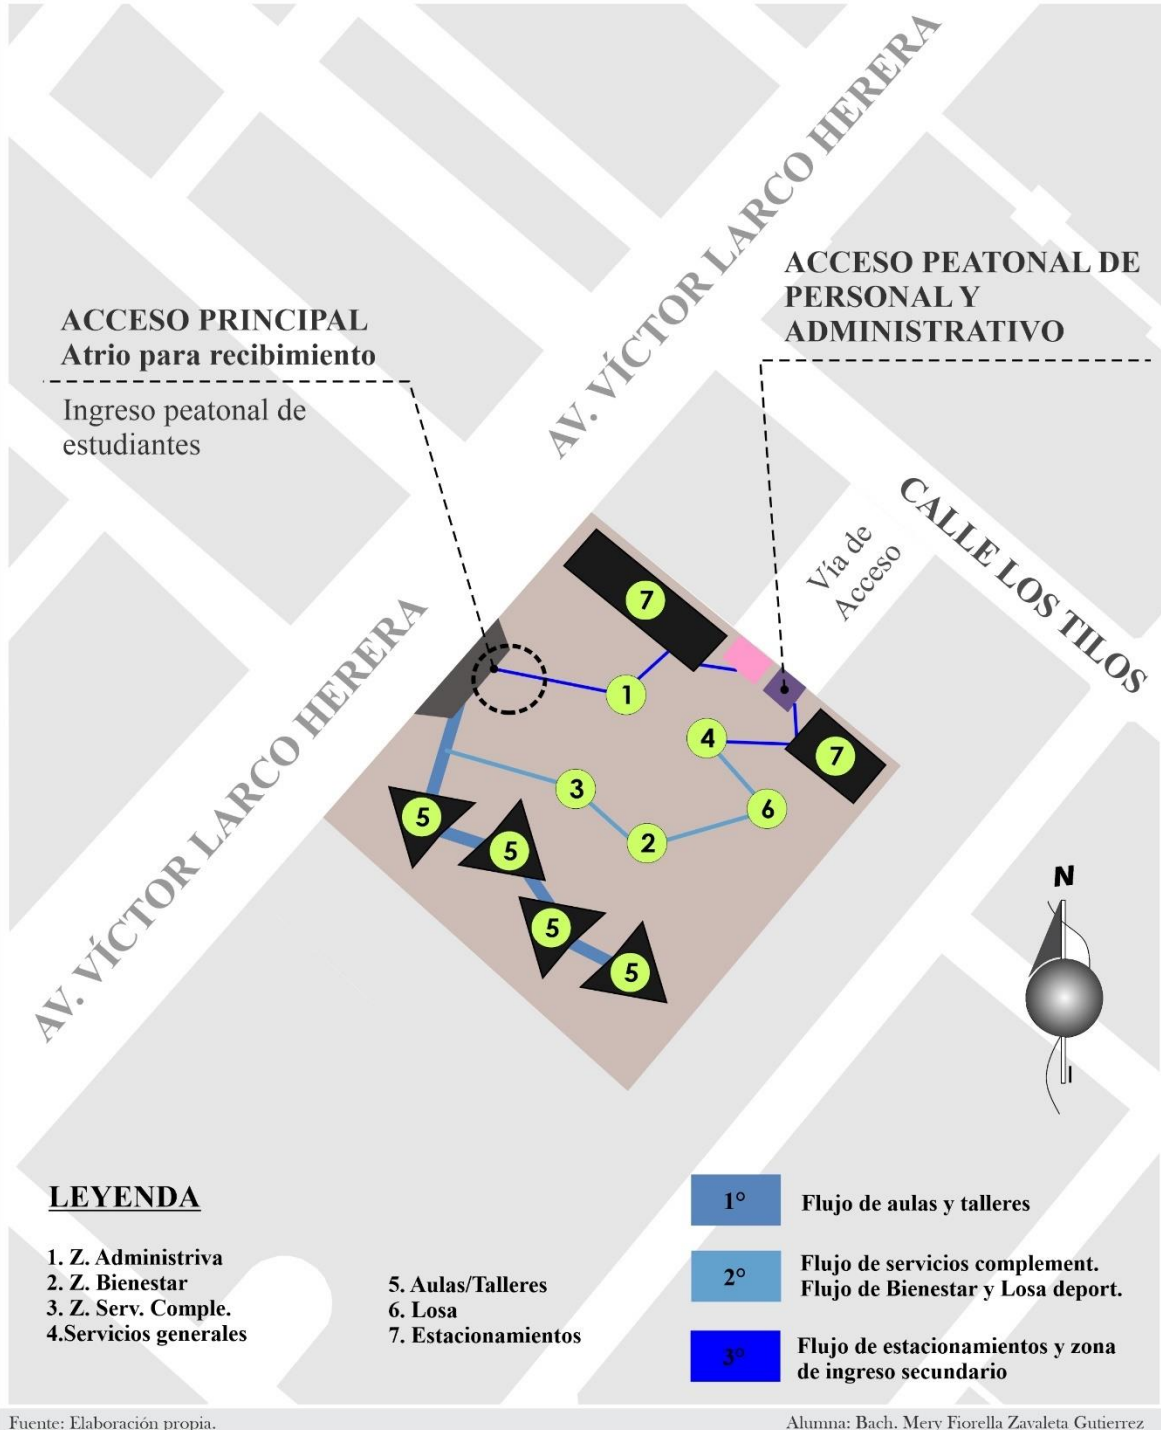 AV. VÍCTOR LARCO HERERA
ACCESO PEATONAL DE
PERSONAL Y
ADMINISTRATIVO
ACCESO PRINCIPAL
Atrio para recibimiento
Ingreso peatonal de
estudiantes
CALLE LOS TILOS
Vía de
Acceso
AV. VÍCTOR LARCO HERERA
7
1
4
7
3
6
5
2
5
5
5
N
LEYENDA
1. Z. Administriva
2. Z. Bienestar
3. Z. Serv. Comple.
4.Servicios generales
5. Aulas/Talleres
6. Losa
7. Estacionamientos
1° Flujo de aulas y talleres
2° Flujo de servicios complement.
Flujo de Bienestar y Losa deport.
3° Flujo de estacionamientos y zona
de ingreso secundario
Fuente: Elaboración propia.
Alumna: Bach. Mery Fiorella Zavaleta Gutierrez